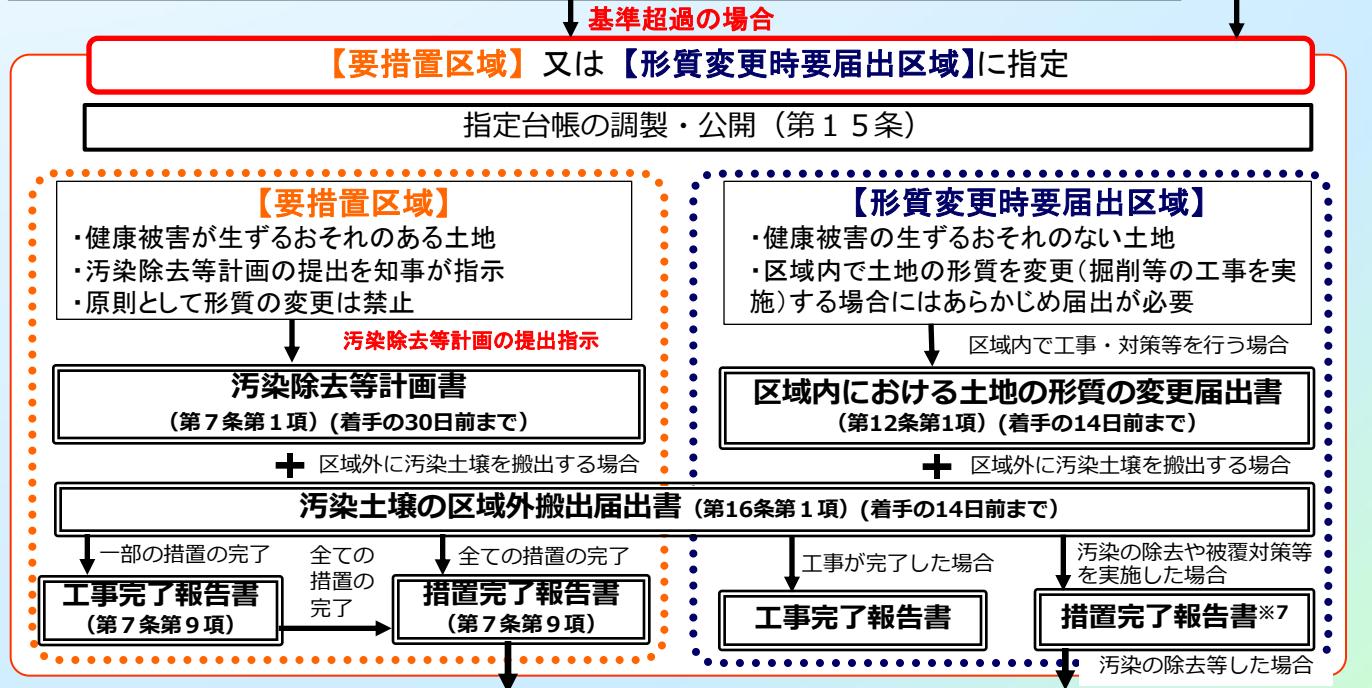 基準超過の場合
【要措置区域】又は【形質変更時要届出区域】に指定
指定台帳の調製・公開（第１５条）
【要措置区域】
・健康被害が生ずるおそれのある土地
・汚染除去等計画の提出を知事が指示
・原則として形質の変更は禁止
汚染除去等計画の提出指示
汚染除去等計画書
（第７条第１項）(着手の30日前まで）
＋ 区域外に汚染土壌を搬出する場合
【形質変更時要届出区域】
・健康被害の生ずるおそれのない土地
・区域内で土地の形質を変更（掘削等の工事を実
施）する場合にはあらかじめ届出が必要
区域内で工事・対策等を行う場合
区域内における土地の形質の変更届出書
（第12条第1項）(着手の14日前まで）
＋ 区域外に汚染土壌を搬出する場合
汚染土壌の区域外搬出届出書（第16条第１項）(着手の14日前まで）
一部の措置の完了
全ての
措置の
完了
全ての措置の完了
工事完了報告書
（第７条第９項）
措置完了報告書
（第７条第９項）
工事が完了した場合
汚染の除去や被覆対策等
を実施した場合
工事完了報告書
措置完了報告書※7
汚染の除去等した場合